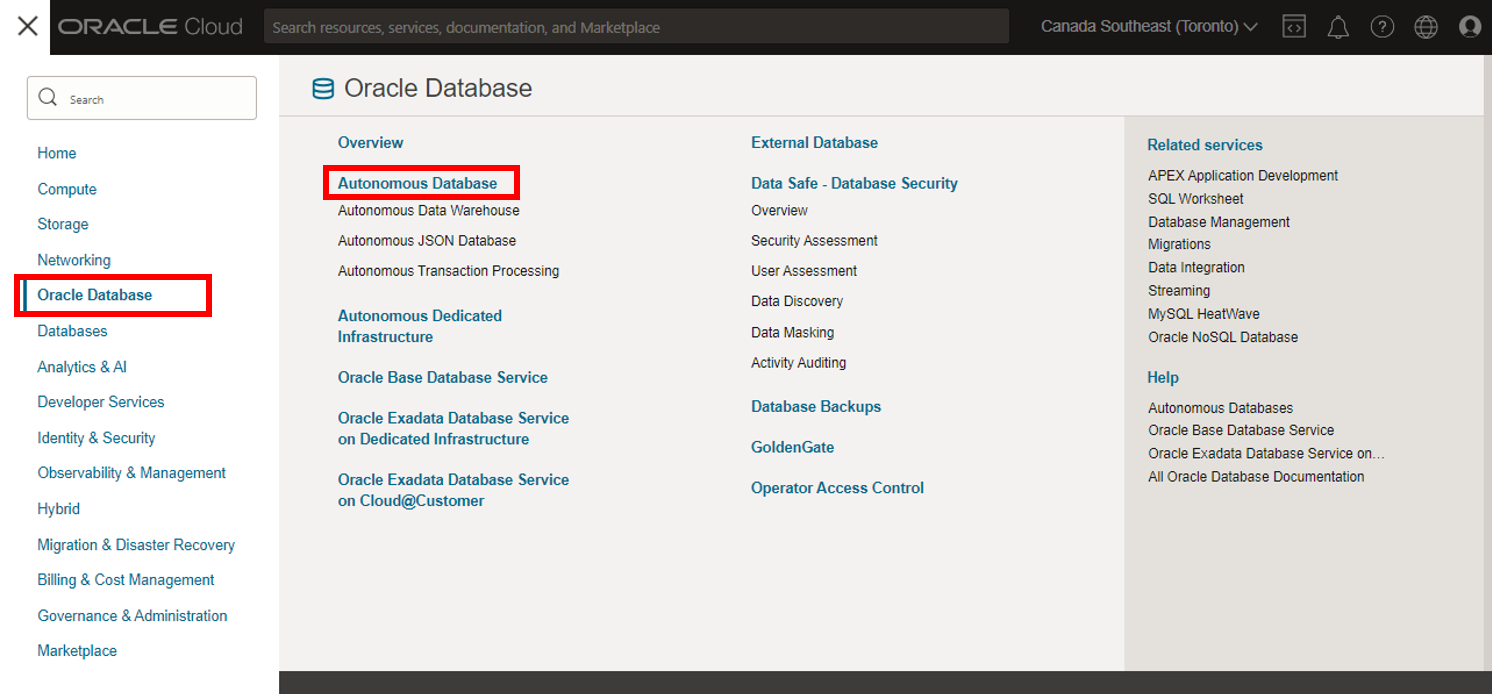 ORACLE Cloud
Search resources, services, documentation, and Marketplace
Canada Southeast (Toronto)
Search
Home
Compute
Storage
Networking
Oracle Database
Databases
Analytics & AI
Developer Services
Identity & Security
Observability & Management
Hybrid
Migration & Disaster Recovery
Billing & Cost Management
Governance & Administration
Marketplace
Oracle Database
Overview
Autonomous Database
Autonomous Data Warehouse
Autonomous JSON Database
Autonomous Transaction Processing
Autonomous Dedicated
Infrastructure
Oracle Base Database Service
Oracle Exadata Database Service
on Dedicated Infrastructure
Oracle Exadata Database Service
on Cloud@Customer
External Database
Data Safe - Database Security
Overview
Security Assessment
User Assessment
Data Discovery
Data Masking
Activity Auditing
Database Backups
GoldenGate
Operator Access Control
Related services
APEX Application Development
SQL Worksheet
Database Management
Migrations
Data Integration
Streaming
MySQL HeatWave
Oracle NoSQL Database
Help
Autonomous Databases
Oracle Base Database Service
Oracle Exadata Database Service on...
All Oracle Database Documentation